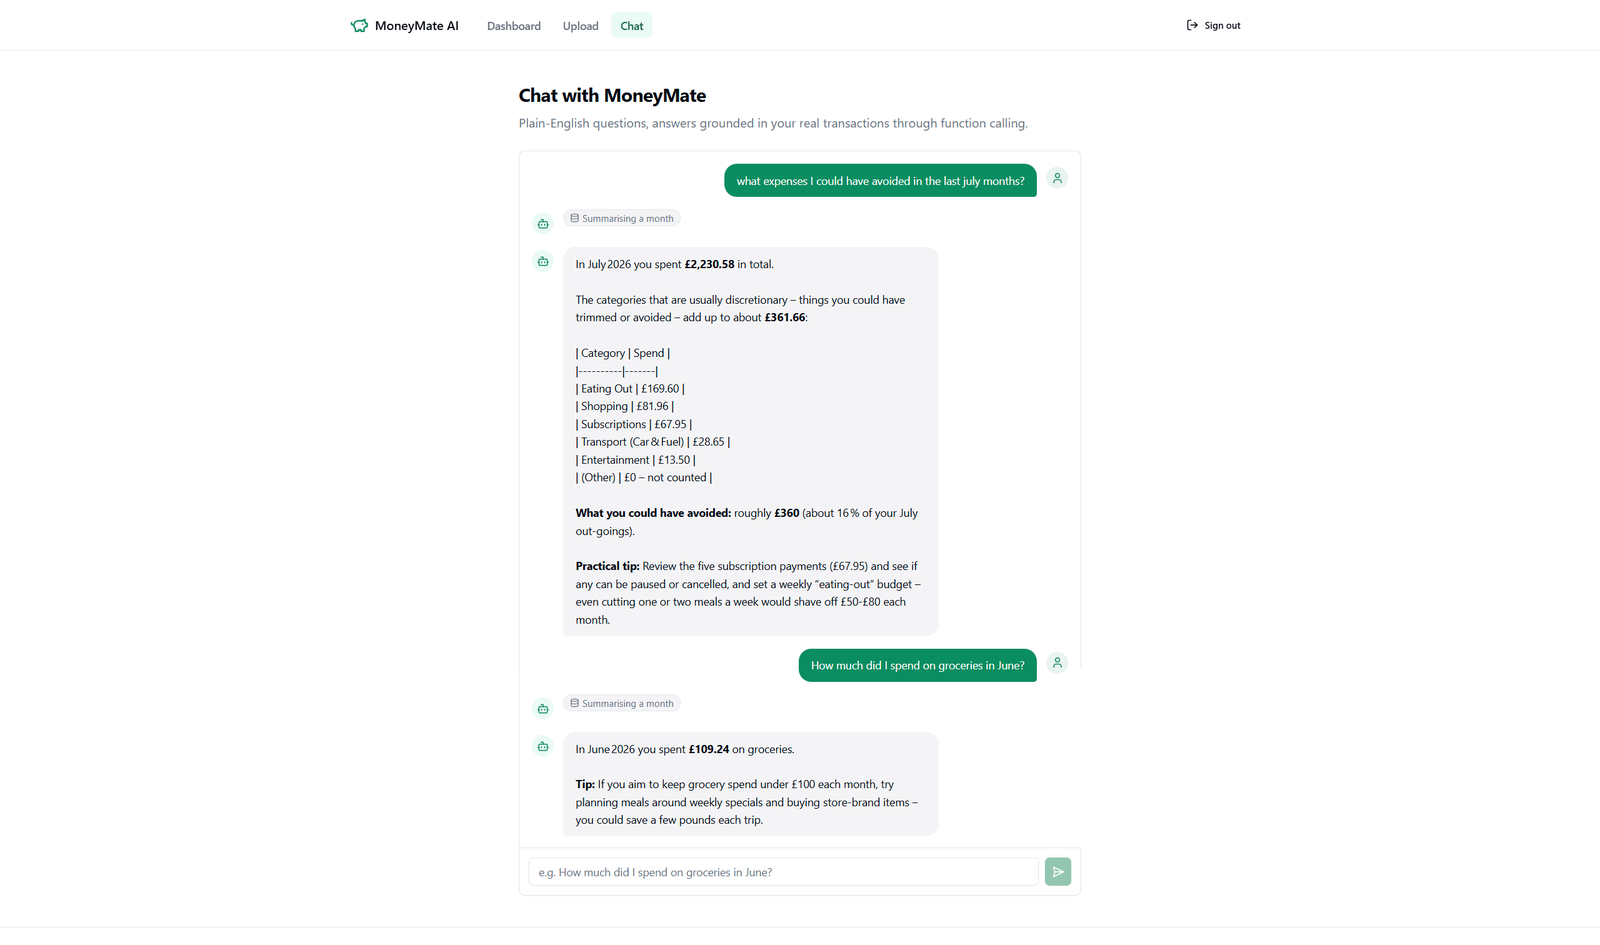 MoneyMate AI
Dashboard
Upload
Chat
Sign out
Chat with MoneyMate
Plain-English questions, answers grounded in your real transactions through function calling.
what expenses I could have avoided in the last july months?
Summarising a month
In July 2026 you spent £2,230.58 in total.
The categories that are usually discretionary – things you could have
trimmed or avoided – add up to about £361.66:
| Category | Spend |
|----------|-------|
| Eating Out | £169.60 |
| Shopping | £81.96 |
| Subscriptions | £67.95 |
| Transport (Car & Fuel) | £28.65 |
| Entertainment | £13.50 |
| (Other) | £0 – not counted |
What you could have avoided: roughly £360 (about 16 % of your July
out-goings).
Practical tip: Review the five subscription payments (£67.95) and see if
any can be paused or cancelled, and set a weekly “eating-out” budget –
even cutting one or two meals a week would shave off £50-£80 each
month.
How much did I spend on groceries in June?
Summarising a month
In June 2026 you spent £109.24 on groceries.
Tip: If you aim to keep grocery spend under £100 each month, try
planning meals around weekly specials and buying store-brand items –
you could save a few pounds each trip.
e.g. How much did I spend on groceries in June?